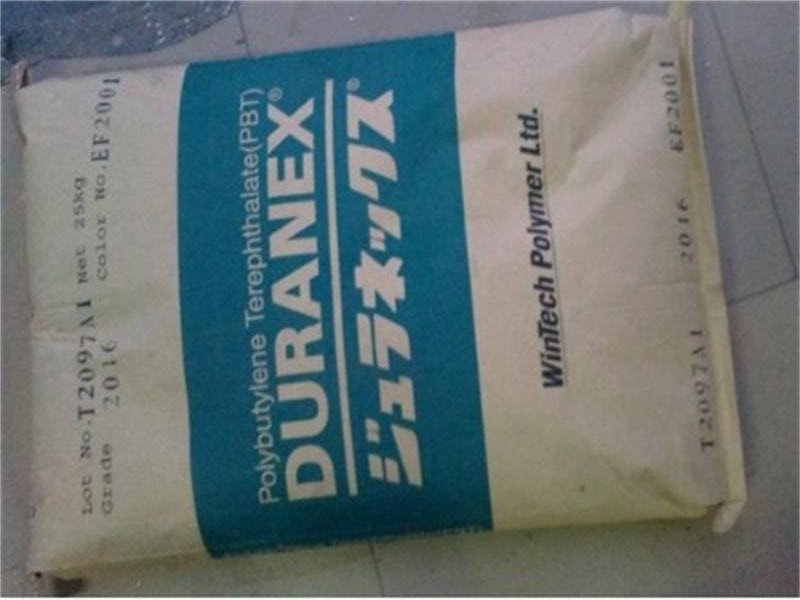 Lot No. T2097A1 Net 25kg
Grade 2016 Color No. EF2001
Polybutylene Terephthalate(PBT)
DURANEX®
ジュラネックス®
WinTech Polymer Ltd.
T2097A1 2016 EF2001